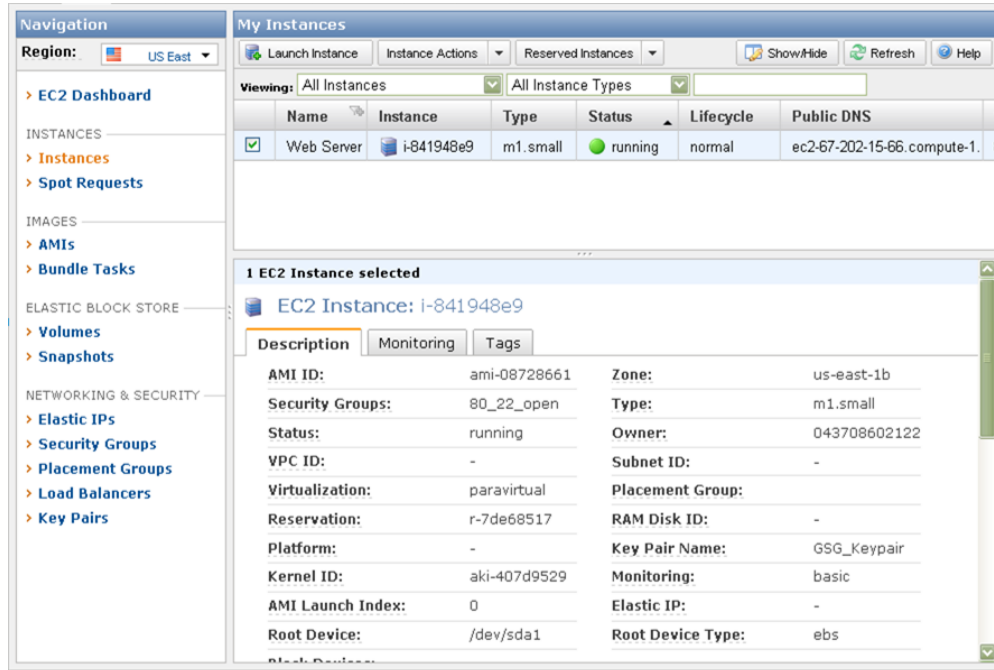 Navigation
Region: US East
EC2 Dashboard
INSTANCES
Instances
Spot Requests
IMAGES
AMIs
Bundle Tasks
ELASTIC BLOCK STORE
Volumes
Snapshots
NETWORKING & SECURITY
Elastic IPs
Security Groups
Placement Groups
Load Balancers
Key Pairs
My Instances
Launch Instance Instance Actions Reserved Instances Show/Hide Refresh Help
Viewing: All Instances All Instance Types
Name Instance Type Status Lifecycle Public DNS
Web Server i-841948e9 m1.small running normal ec2-67-202-15-66.compute-1.
1 EC2 Instance selected
EC2 Instance: i-841948e9
Description Monitoring Tags
AMI ID: ami-08728661 Zone: us-east-1b
Security Groups: 80_22_open Type: m1.small
Status: running Owner: 043708602122
VPC ID: - Subnet ID: -
Virtualization: paravirtual Placement Group:
Reservation: r-7de68517 RAM Disk ID: -
Platform: - Key Pair Name: GSG_Keypair
Kernel ID: aki-407d9529 Monitoring: basic
AMI Launch Index: 0 Elastic IP: -
Root Device: /dev/sda1 Root Device Type: ebs